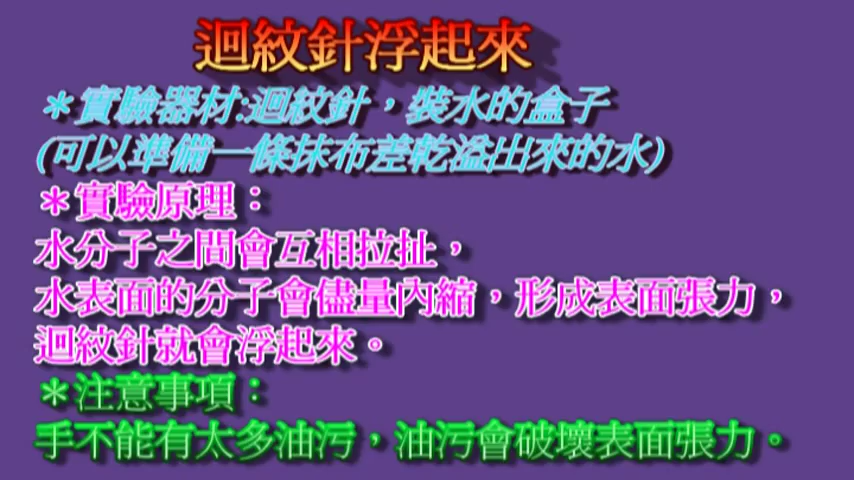 迴紋針浮起來
＊實驗器材:迴紋針，裝水的盒子
(可以準備一條抹布差乾溢出來的水)
＊實驗原理：
水分子之間會互相拉扯，
水表面的分子會儘量內縮，形成表面張力，
迴紋針就會浮起來。
＊注意事項：
手不能有太多油污，油污會破壞表面張力。